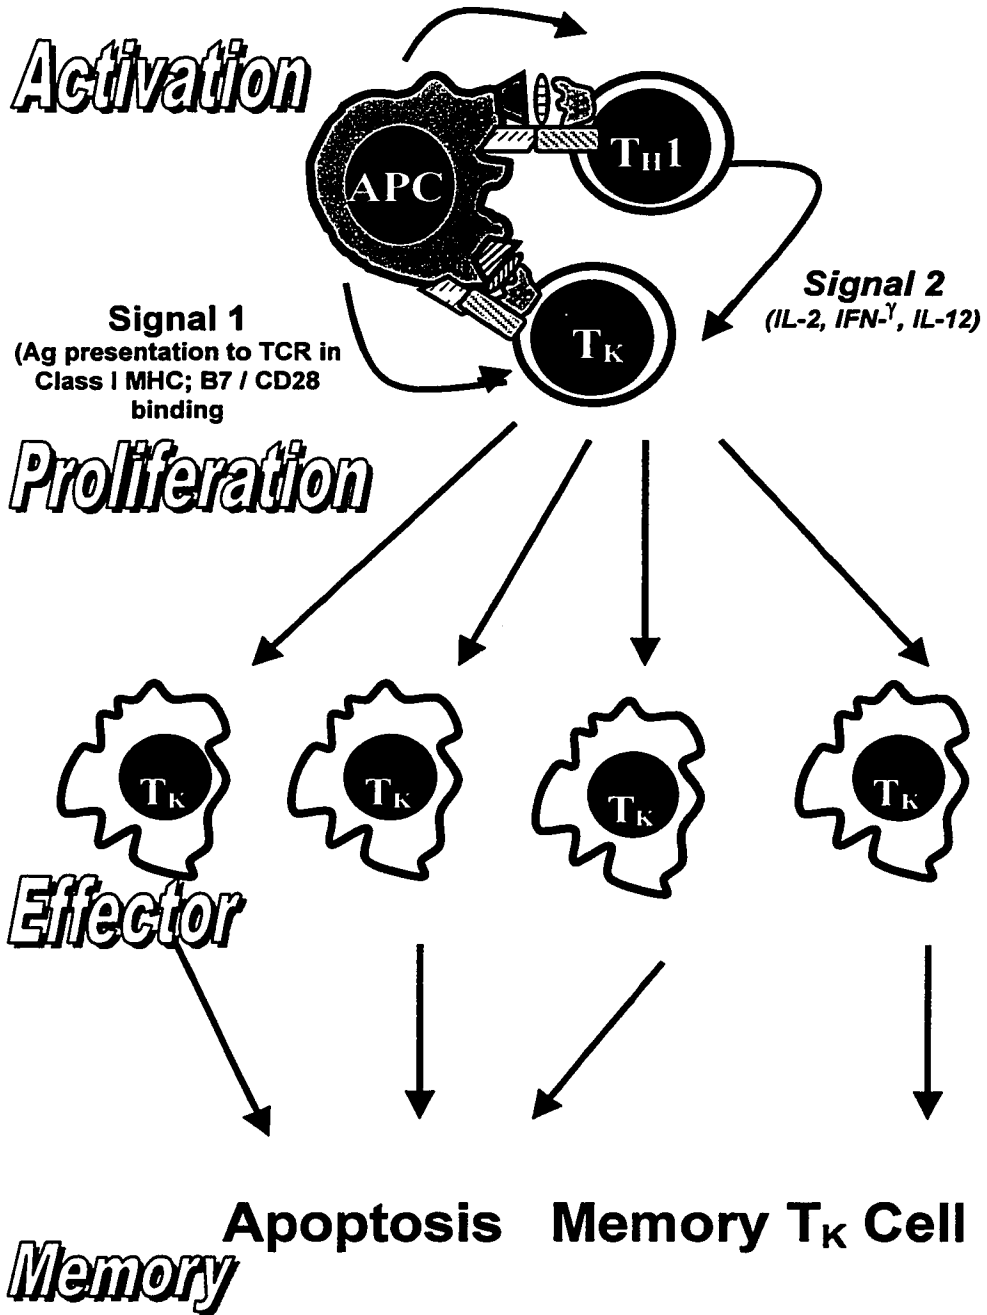 Activation
APC
TH1
Signal 2
(IL-2, IFN-γ, IL-12)
Signal 1
(Ag presentation to TCR in
Class I MHC; B7 / CD28
binding
TK
Proliferation
TK
TK
TK
TK
Effector
Apoptosis
Memory TK Cell
Memory